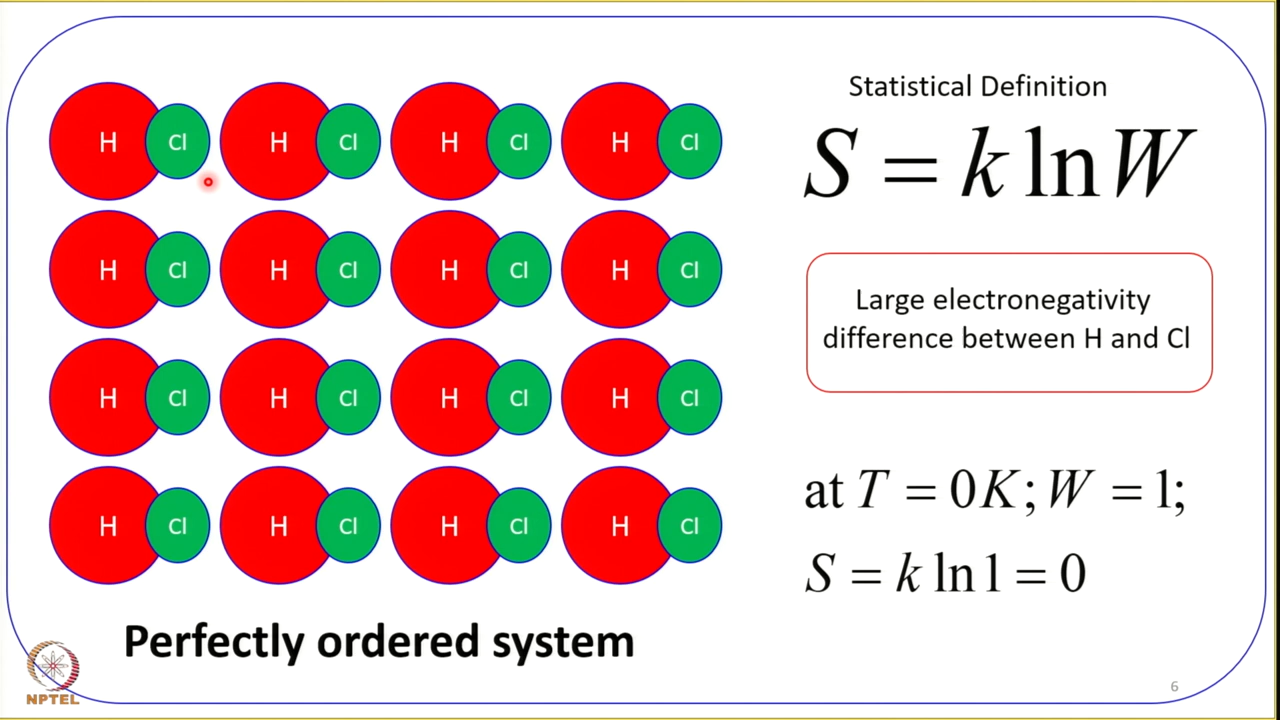 H Cl H Cl H Cl H Cl
H Cl H Cl H Cl H Cl
H Cl H Cl H Cl H Cl
H Cl H Cl H Cl H Cl
Perfectly ordered system
Statistical Definition
S = k ln W
Large electronegativity
difference between H and Cl
at T = 0K; W = 1;
S = k ln 1 = 0
NPTEL
6